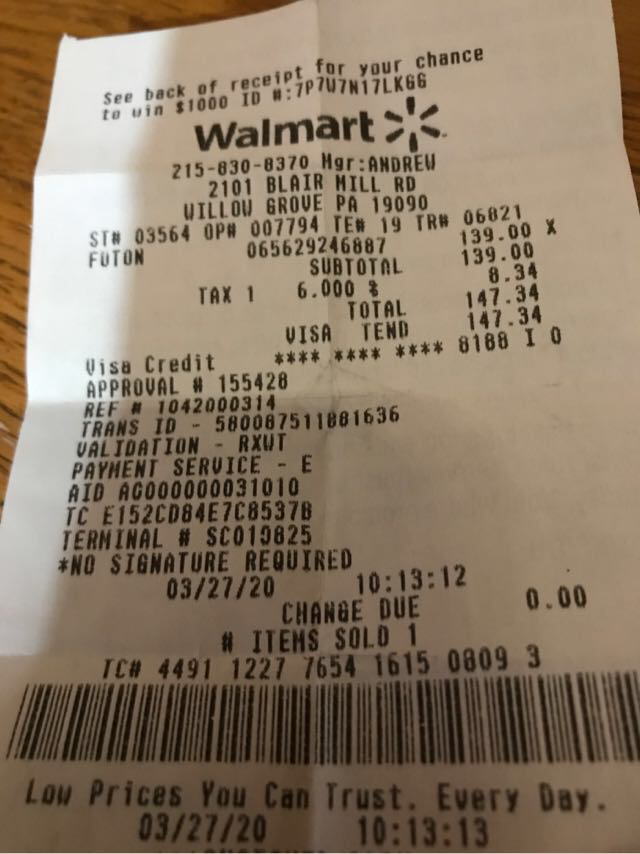 See back of receipt for your chance
to win $1000 ID #:7P7W7N17LKGG
Walmart
215-830-8370 Mgr:ANDREW
2101 BLAIR MILL RD
WILLOW GROVE PA 19090
ST# 03564 OP# 007794 TE# 19 TR# 06821
FUTON 065629246887 139.00 X
SUBTOTAL 139.00
TAX 1 6.000 % 8.34
TOTAL 147.34
VISA TEND 147.34
Visa Credit **** **** **** 8188 I 0
APPROVAL # 155428
REF # 1042000314
TRANS ID - 580087511881636
VALIDATION - RXWT
PAYMENT SERVICE - E
AID A0000000031010
TC E152CD84E7C8537B
TERMINAL # SC010825
*NO SIGNATURE REQUIRED
03/27/20 10:13:12
CHANGE DUE 0.00
# ITEMS SOLD 1
TC# 4491 1227 7654 1615 0809 3
Low Prices You Can Trust. Every Day.
03/27/20 10:13:13